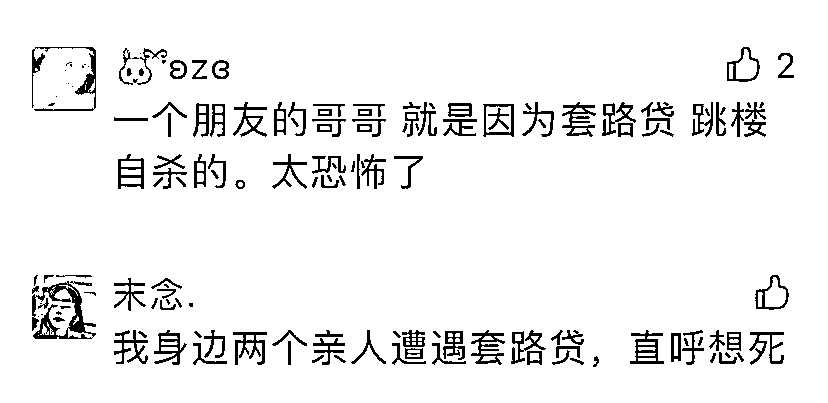 ʚzɞ 2
一个朋友的哥哥 就是因为套路贷 跳楼
自杀的。太恐怖了
末念.
我身边两个亲人遭遇套路贷，直呼想死